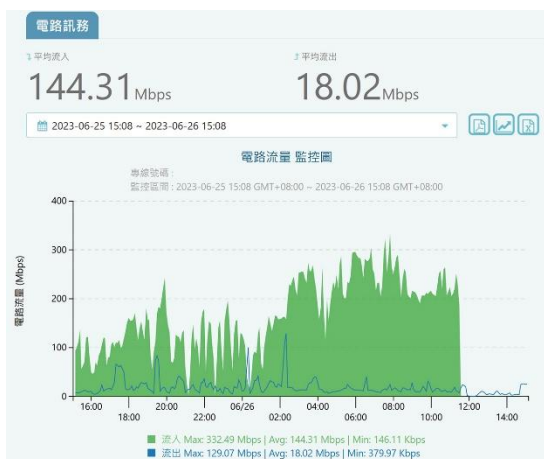 電路訊務
平均流入
平均流出
144.31Mbps
18.02Mbps
2023-06-25 15:08 ~ 2023-06-26 15:08
電路流量 監控圖
專線號碼 :
監控區間 : 2023-06-25 15:08 GMT+08:00 ~ 2023-06-26 15:08 GMT+08:00
電路流量 (Mbps)
400
300
200
100
0
16:00
18:00
20:00
22:00
06/26
02:00
04:00
06:00
08:00
10:00
12:00
14:00
流入 Max: 332.49 Mbps | Avg: 144.31 Mbps | Min: 146.11 Kbps
流出 Max: 129.07 Mbps | Avg: 18.02 Mbps | Min: 379.97 Kbps